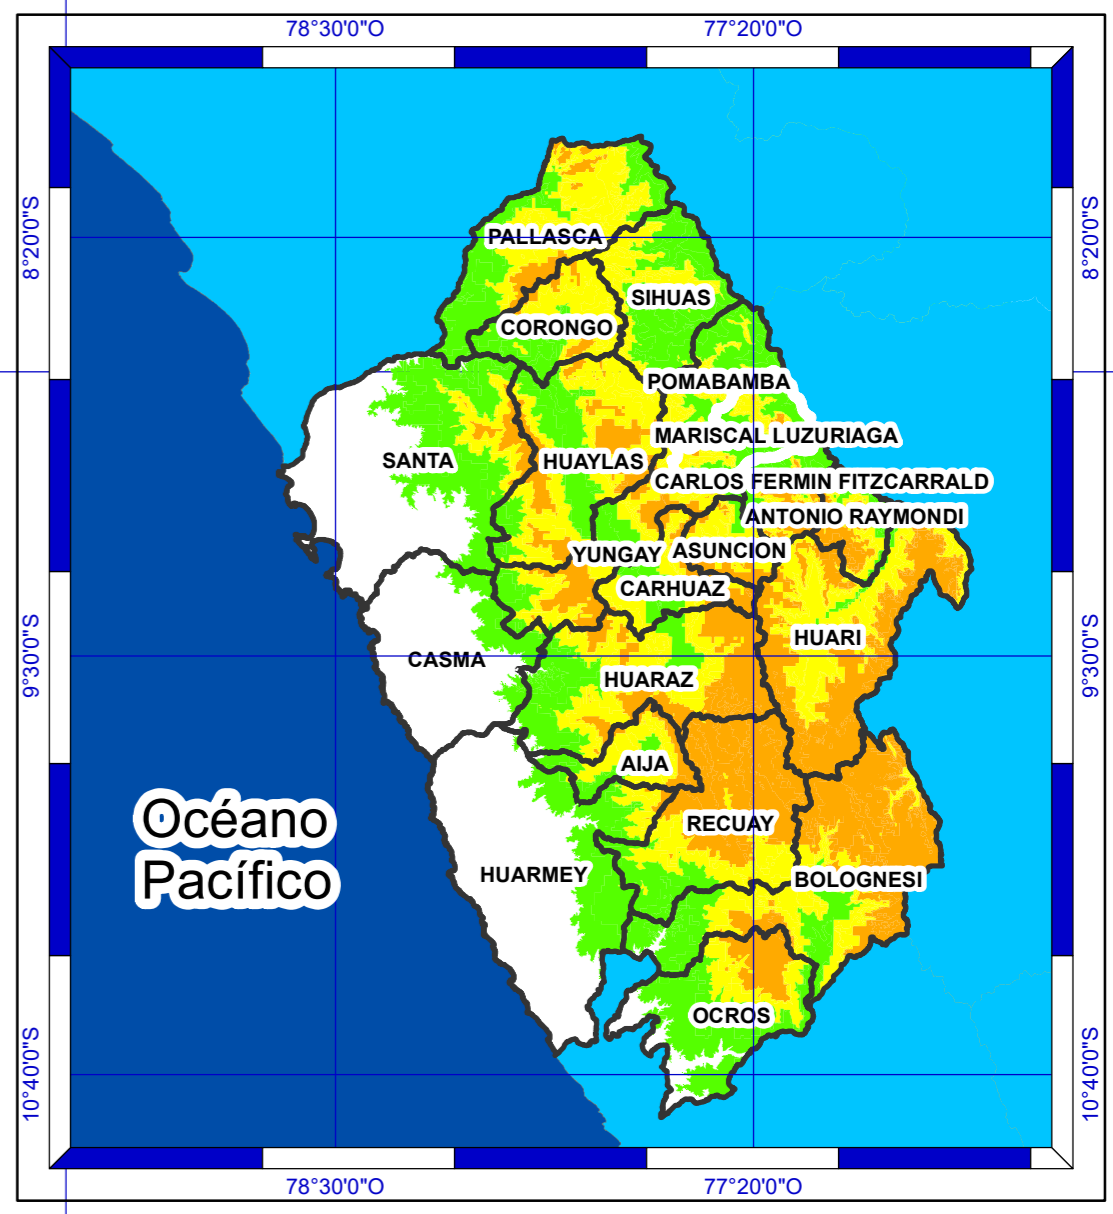 78°30'0"O
77°20'0"O
8°20'0"S
8°20'0"S
PALLASCA
SIHUAS
CORONGO
POMABAMBA
MARISCAL LUZURIAGA
SANTA
HUAYLAS
CARLOS FERMIN FITZCARRALD
ANTONIO RAYMONDI
YUNGAY
ASUNCION
CARHUAZ
HUARI
9°30'0"S
9°30'0"S
CASMA
HUARAZ
AIJA
Océano
Pacífico
RECUAY
HUARMEY
BOLOGNESI
OCROS
10°40'0"S
10°40'0"S
78°30'0"O
77°20'0"O